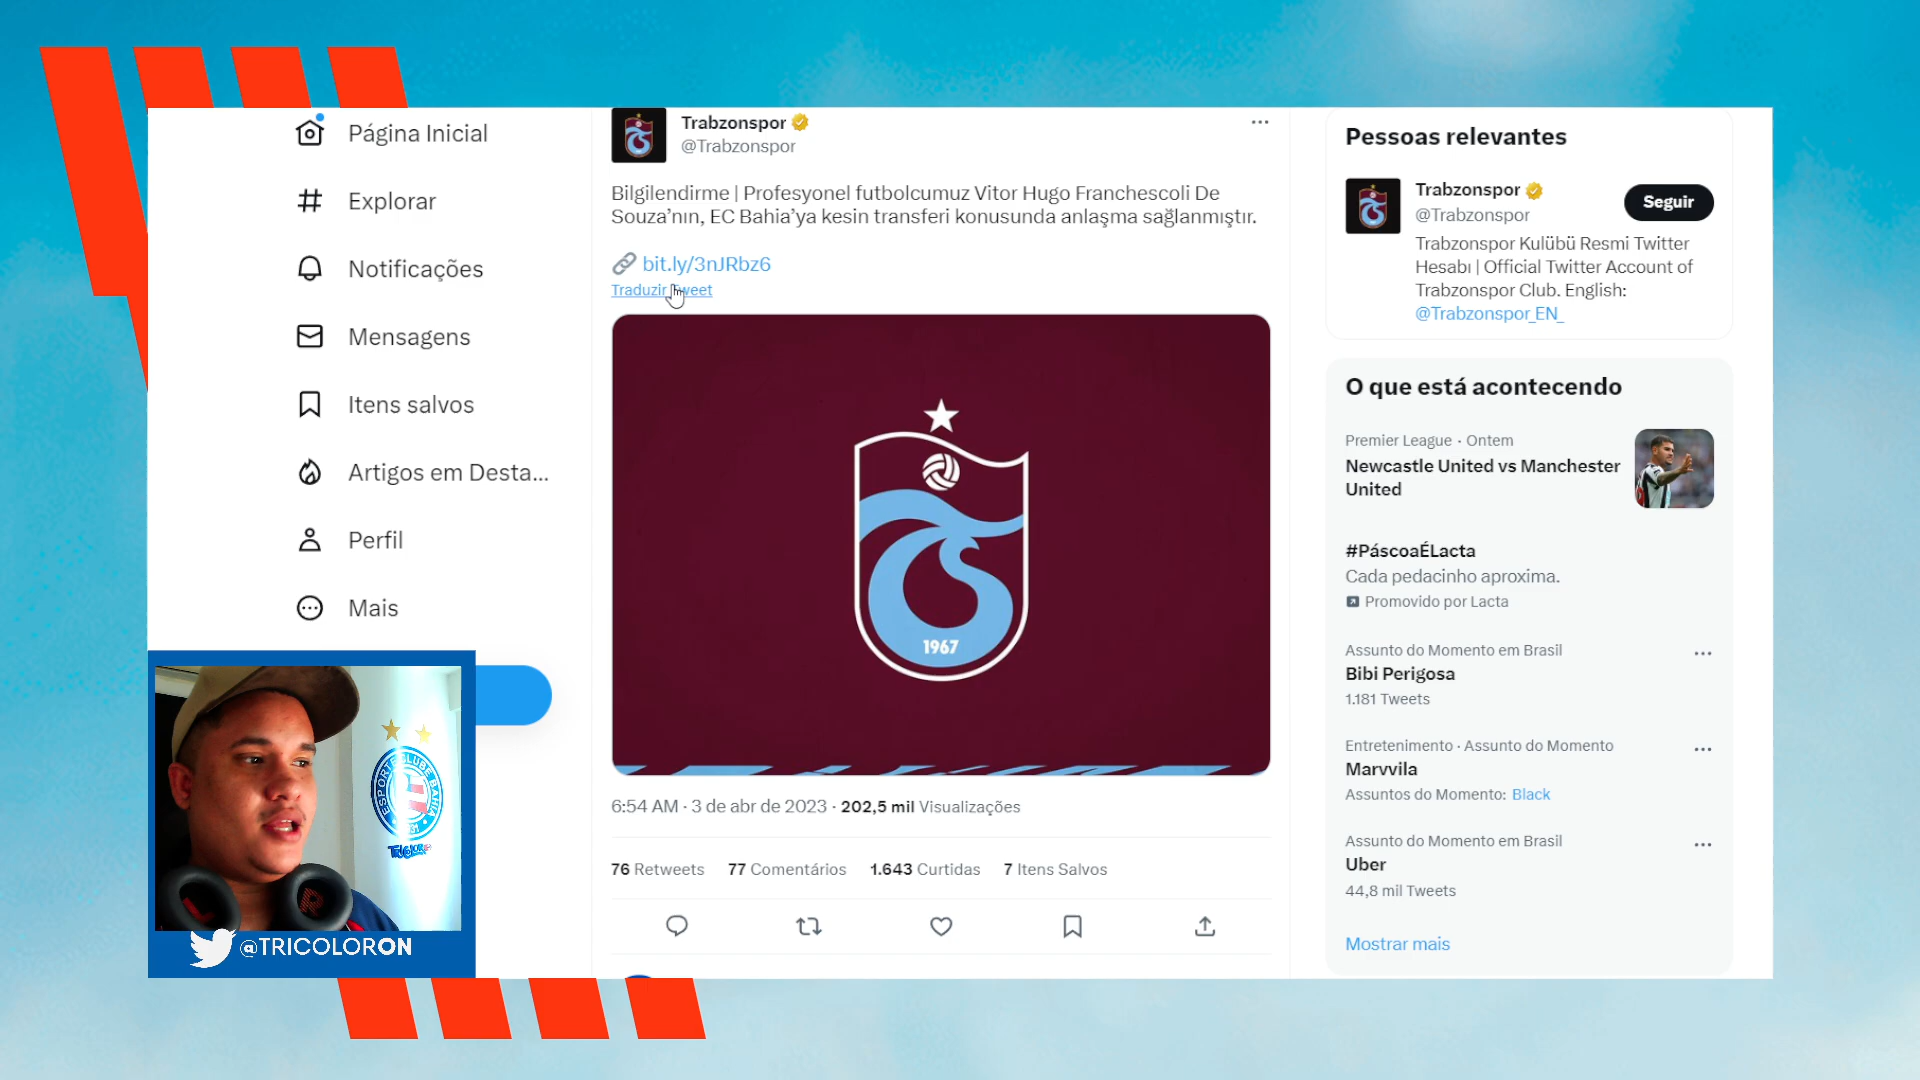 Página Inicial
Explorar
Notificações
Mensagens
Itens salvos
Artigos em Desta...
Perfil
Mais
Trabzonspor
@Trabzonspor
Bilgilendirme | Profesyonel futbolcumuz Vitor Hugo Franchescoli De
Souza’nın, EC Bahia’ya kesin transferi konusunda anlaşma sağlanmıştır.
bit.ly/3nJRbz6
Traduzir Tweet
1967
6:54 AM · 3 de abr de 2023 · 202,5 mil Visualizações
76 Retweets 77 Comentários 1.643 Curtidas 7 Itens Salvos
Pessoas relevantes
Trabzonspor
@Trabzonspor
Seguir
Trabzonspor Kulübü Resmi Twitter
Hesabı | Official Twitter Account of
Trabzonspor Club. English:
@Trabzonspor_EN_
O que está acontecendo
Premier League · Ontem
Newcastle United vs Manchester
United
#PáscoaÉLacta
Cada pedacinho aproxima.
Promovido por Lacta
Assunto do Momento em Brasil
Bibi Perigosa
1.181 Tweets
Entretenimento · Assunto do Momento
Marvvila
Assuntos do Momento: Black
Assunto do Momento em Brasil
Uber
44,8 mil Tweets
Mostrar mais
ESPORTE CLUBE BAHIA
@TRICOLORON